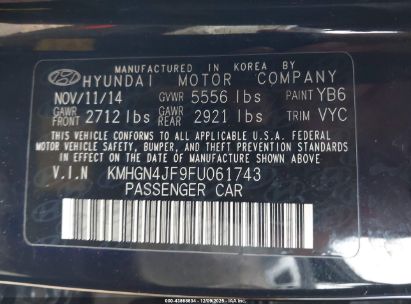 MANUFACTURED IN KOREA BY
HYUNDAI MOTOR COMPANY
NOV/11/14 GVWR 5556 lbs PAINT YB6
GAWR FRONT 2712 lbs GAWR REAR 2921 lbs TRIM VYC
THIS VEHICLE CONFORMS TO ALL APPLICABLE U.S.A. FEDERAL
MOTOR VEHICLE SAFETY, BUMPER, AND THEFT PREVENTION
STANDARDS IN EFFECT ON THE DATE OF MANUFACTURE SHOWN ABOVE.
V.I.N KMHGN4JF9FU061743
PASSENGER CAR